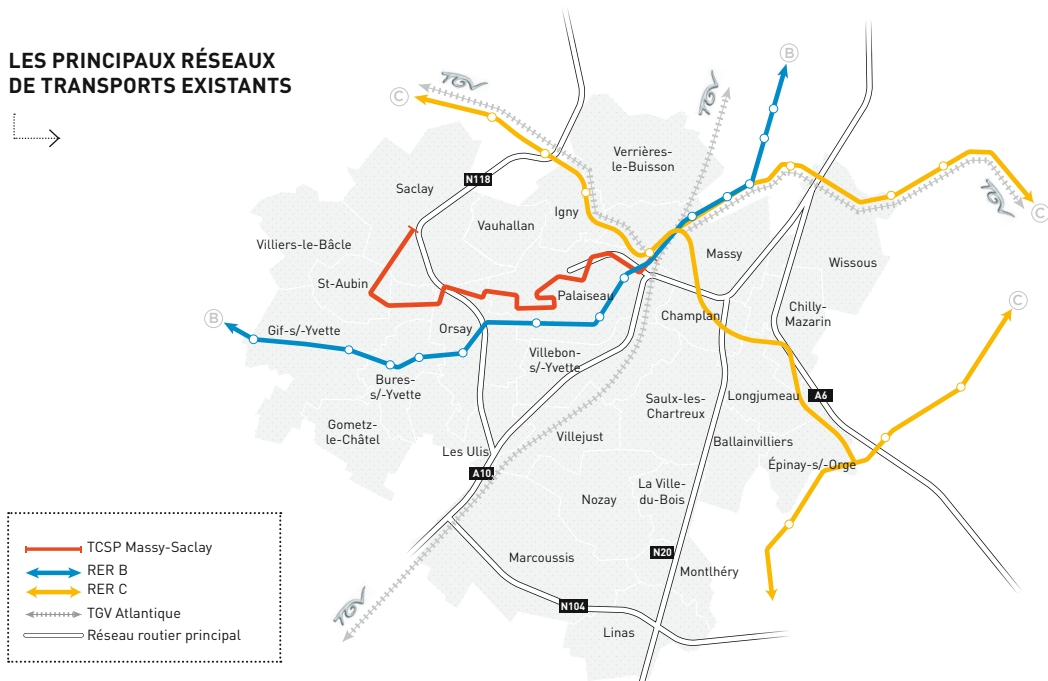 LES PRINCIPAUX RÉSEAUX
DE TRANSPORTS EXISTANTS
TGV
TGV
B
C
Verrières-
le-Buisson
N118
Saclay
Igny
Vauhallan
TGV
C
Villiers-le-Bâcle
Massy
Wissous
St-Aubin
Palaiseau
C
Chilly-
Mazarin
Champlan
B
Gif-s/-Yvette
Orsay
Villebon-
s/-Yvette
Bures-
s/-Yvette
Saulx-les-
Chartreux
Longjumeau
A6
Gometz-
le-Châtel
Villejust
Ballainvilliers
Les Ulis
Épinay-s/-Orge
A10
La Ville-
du-Bois
Nozay
Marcoussis
N20
Montlhéry
TGV
N104
Linas
TCSP Massy-Saclay
RER B
RER C
TGV Atlantique
Réseau routier principal